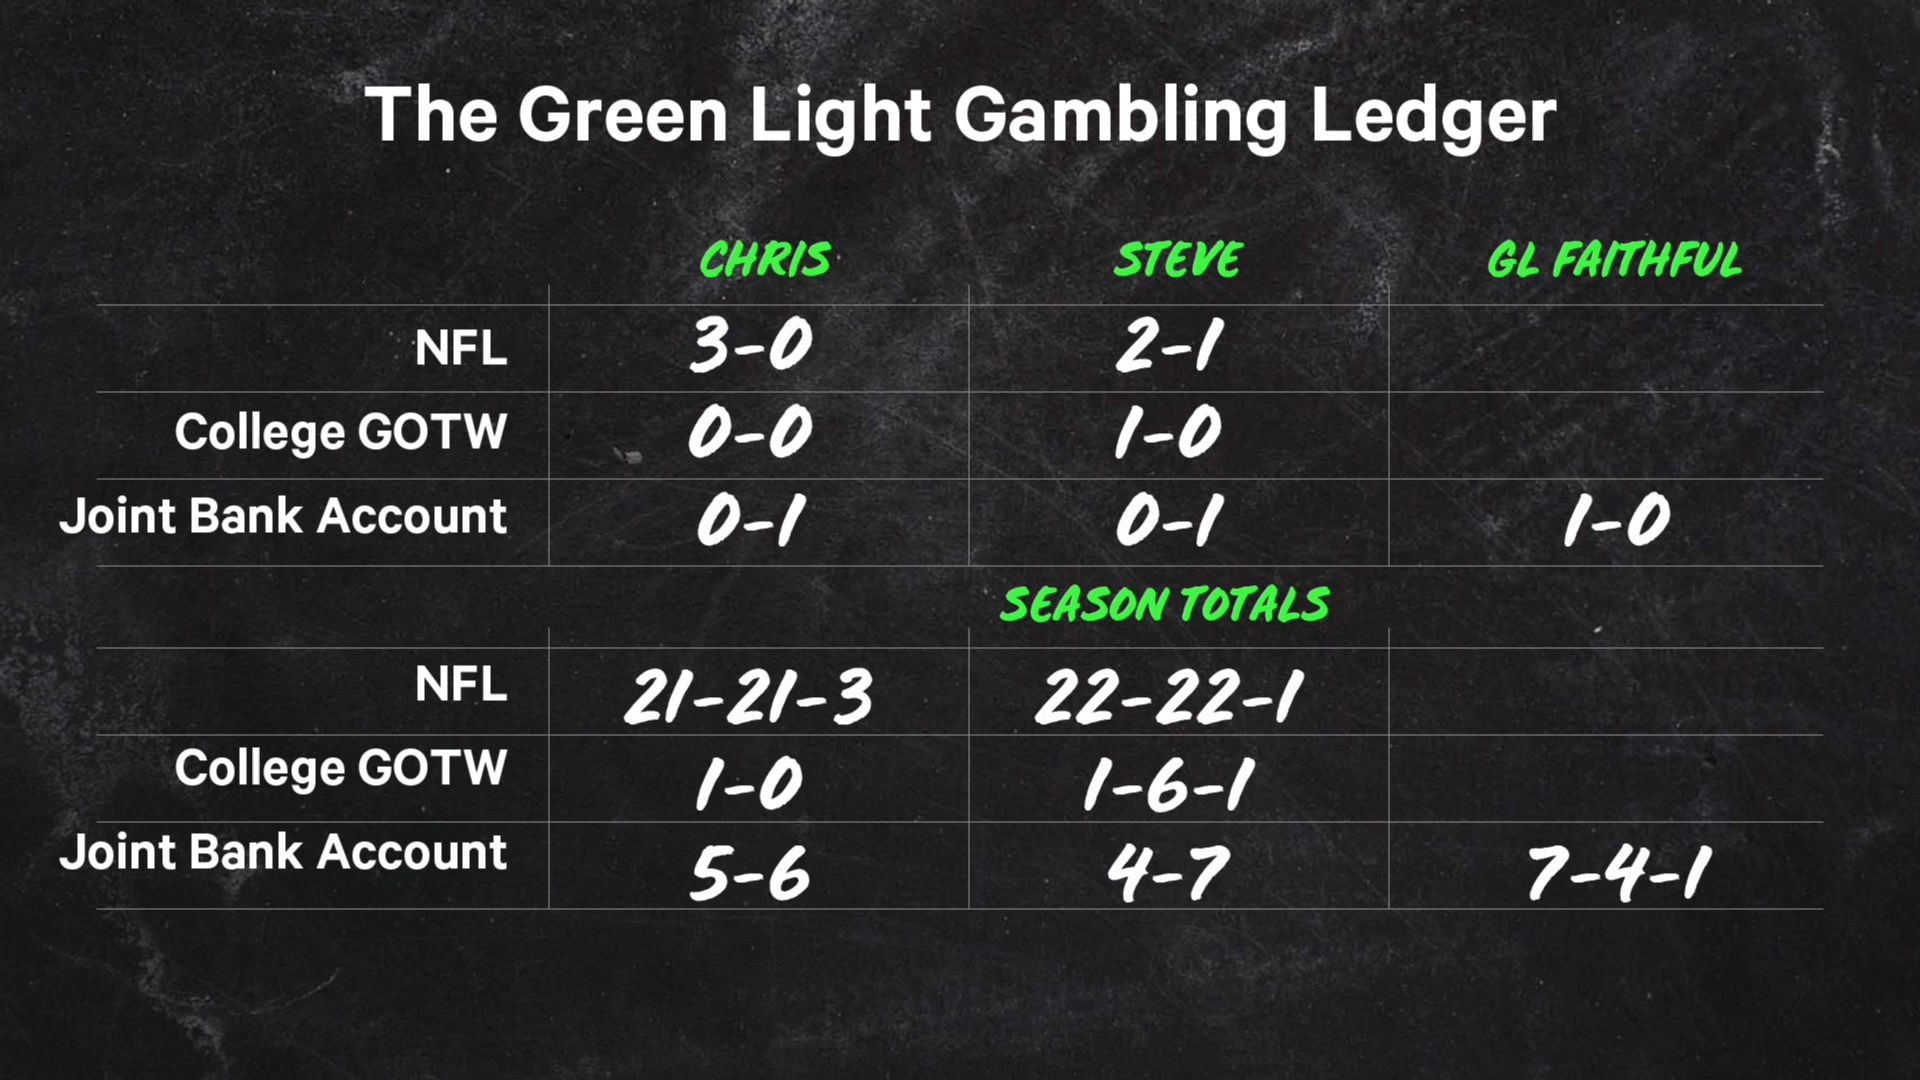 The Green Light Gambling Ledger
CHRIS STEVE GL FAITHFUL
NFL 3-0 2-1
College GOTW 0-0 1-0
Joint Bank Account 0-1 0-1 1-0
SEASON TOTALS
NFL 21-21-3 22-22-1
College GOTW 1-0 1-6-1
Joint Bank Account 5-6 4-7 7-4-1